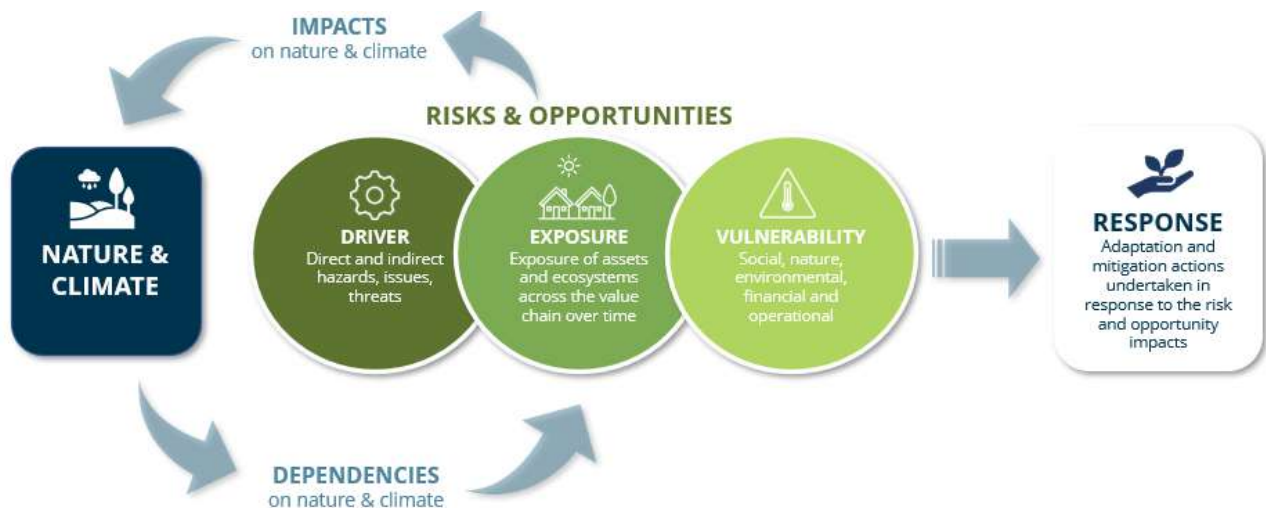 IMPACTS
on nature & climate
RISKS & OPPORTUNITIES
NATURE &
CLIMATE
DRIVER
Direct and indirect
hazards, issues,
threats
EXPOSURE
Exposure of assets
and ecosystems
across the value
chain over time
VULNERABILITY
Social, nature,
environmental,
financial and
operational
RESPONSE
Adaptation and
mitigation actions
undertaken in
response to the risk
and opportunity
impacts
DEPENDENCIES
on nature & climate